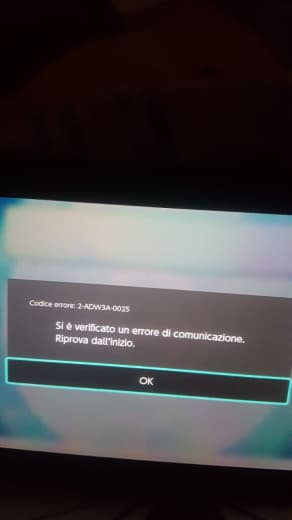 Codice errore: 2-ADW3A-0025
Si è verificato un errore di comunicazione.
Riprova dall'inizio.
OK